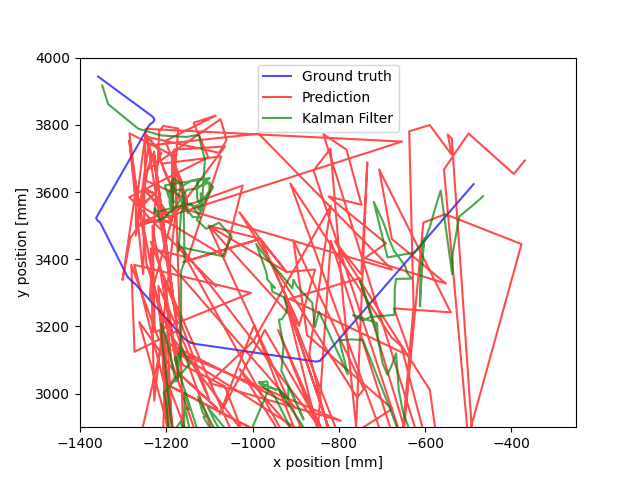 4000
3800
3600
3400
3200
3000
y position [mm]
Ground truth
Prediction
Kalman Filter
−1400 −1200 −1000 −800 −600 −400
x position [mm]